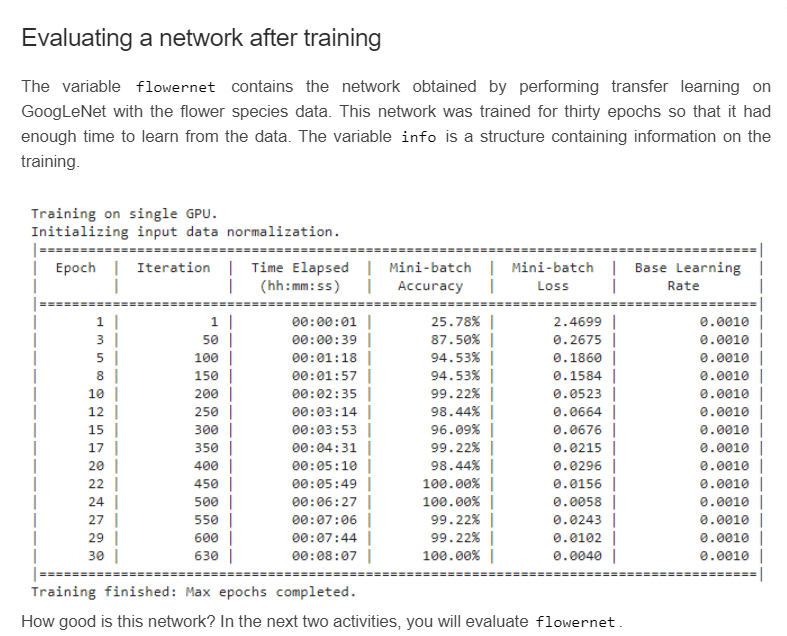 Evaluating a network after training
The variable flowernet contains the network obtained by performing transfer learning on
GoogLeNet with the flower species data. This network was trained for thirty epochs so that it had
enough time to learn from the data. The variable info is a structure containing information on the
training.
Training on single GPU.
Initializing input data normalization.
|========================================================================================|
| Epoch | Iteration | Time Elapsed | Mini-batch | Mini-batch | Base Learning |
| | | (hh:mm:ss) | Accuracy | Loss | Rate |
|========================================================================================|
| 1 | 1 | 00:00:01 | 25.78% | 2.4699 | 0.0010 |
| 3 | 50 | 00:00:39 | 87.50% | 0.2675 | 0.0010 |
| 5 | 100 | 00:01:18 | 94.53% | 0.1860 | 0.0010 |
| 8 | 150 | 00:01:57 | 94.53% | 0.1584 | 0.0010 |
| 10 | 200 | 00:02:35 | 99.22% | 0.0523 | 0.0010 |
| 12 | 250 | 00:03:14 | 98.44% | 0.0664 | 0.0010 |
| 15 | 300 | 00:03:53 | 96.09% | 0.0676 | 0.0010 |
| 17 | 350 | 00:04:31 | 99.22% | 0.0215 | 0.0010 |
| 20 | 400 | 00:05:10 | 98.44% | 0.0296 | 0.0010 |
| 22 | 450 | 00:05:49 | 100.00% | 0.0156 | 0.0010 |
| 24 | 500 | 00:06:27 | 100.00% | 0.0058 | 0.0010 |
| 27 | 550 | 00:07:06 | 99.22% | 0.0243 | 0.0010 |
| 29 | 600 | 00:07:44 | 99.22% | 0.0102 | 0.0010 |
| 30 | 630 | 00:08:07 | 100.00% | 0.0040 | 0.0010 |
|========================================================================================|
Training finished: Max epochs completed.
How good is this network? In the next two activities, you will evaluate flowernet.